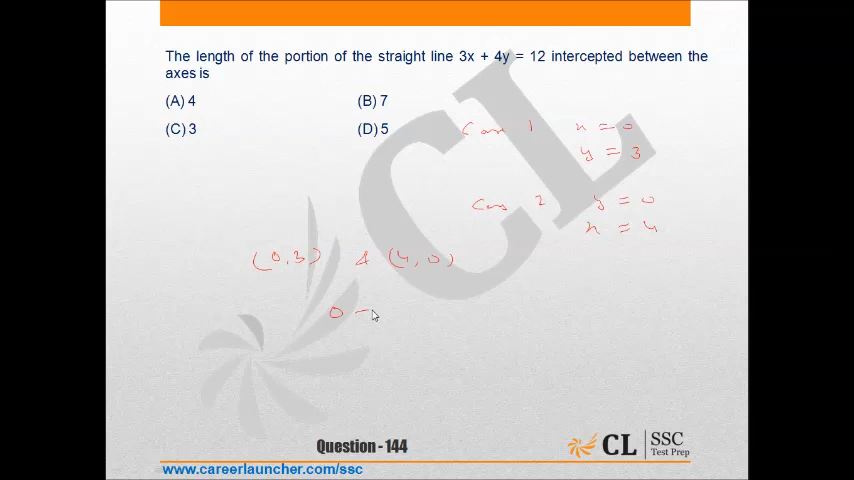 The length of the portion of the straight line 3x + 4y = 12 intercepted between the
axes is
(A) 4 (B) 7
(C) 3 (D) 5
Case 1 x = 0
y = 3
Case 2 y = 0
x = 4
(0,3) & (4,0)
0 -
CL
Question - 144
CL SSC
Test Prep
www.careerlauncher.com/ssc